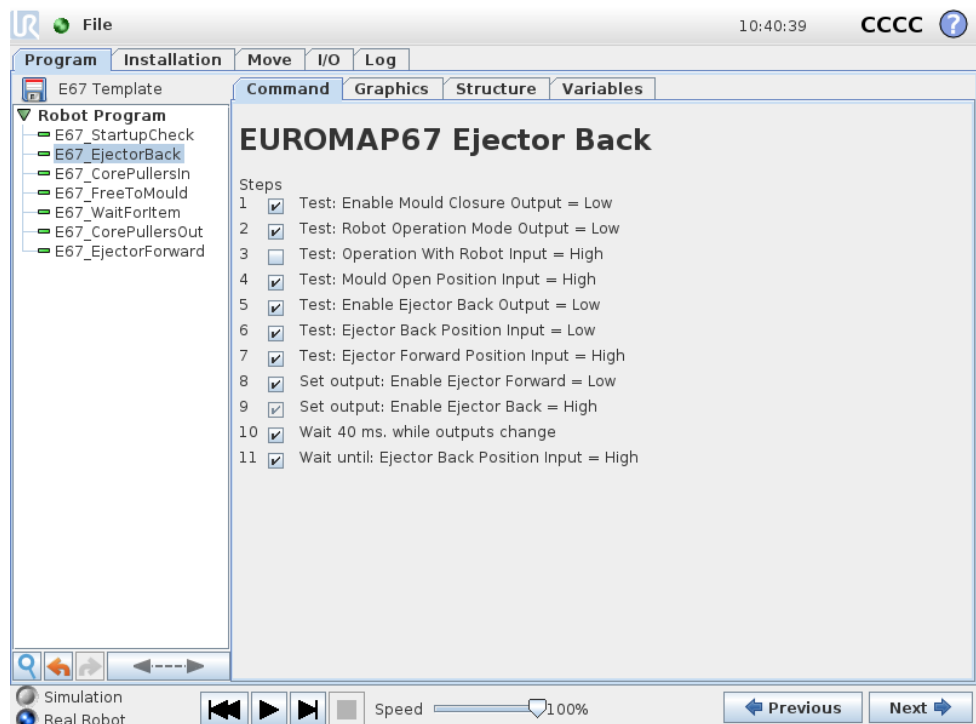 UR File 10:40:39 CCCC ?
Program Installation Move I/O Log
E67 Template
Command Graphics Structure Variables
Robot Program
E67_StartupCheck
E67_EjectorBack
E67_CorePullersIn
E67_FreeToMould
E67_WaitForItem
E67_CorePullersOut
E67_EjectorForward
EUROMAP67 Ejector Back
Steps
1 Test: Enable Mould Closure Output = Low
2 Test: Robot Operation Mode Output = Low
3 Test: Operation With Robot Input = High
4 Test: Mould Open Position Input = High
5 Test: Enable Ejector Back Output = Low
6 Test: Ejector Back Position Input = Low
7 Test: Ejector Forward Position Input = High
8 Set output: Enable Ejector Forward = Low
9 Set output: Enable Ejector Back = High
10 Wait 40 ms. while outputs change
11 Wait until: Ejector Back Position Input = High
Simulation
Real Robot
Speed 100%
Previous Next